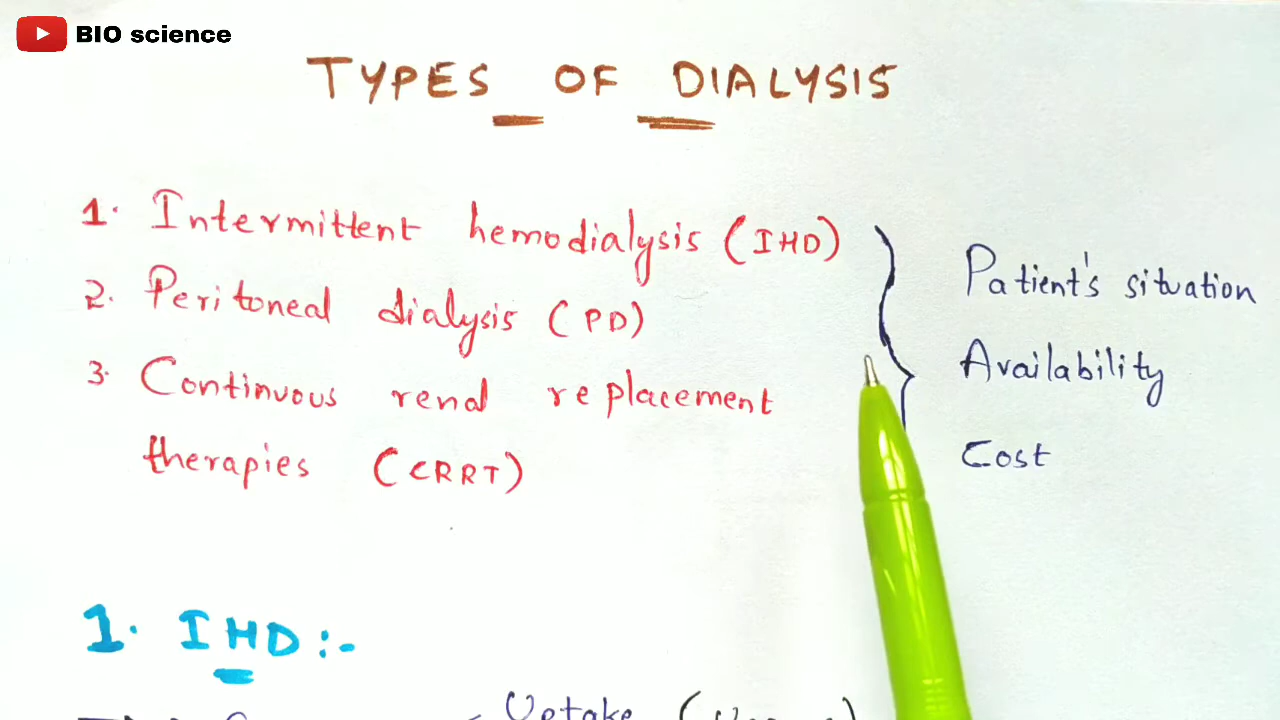 BIO science
TYPES OF DIALYSIS
1. Intermittent hemodialysis (IHD)
2. Peritoneal dialysis (PD)
3. Continuous renal replacement
therapies (CRRT)
Patient's situation
Availability
Cost
1. IHD:-
Uptake